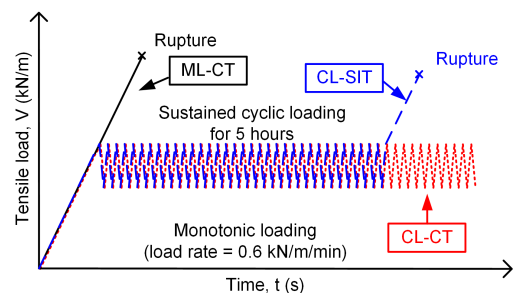 Rupture
ML-CT
CL-SIT
Rupture
Sustained cyclic loading
for 5 hours
Monotonic loading
(load rate = 0.6 kN/m/min)
CL-CT
Tensile load, V (kN/m)
Time, t (s)